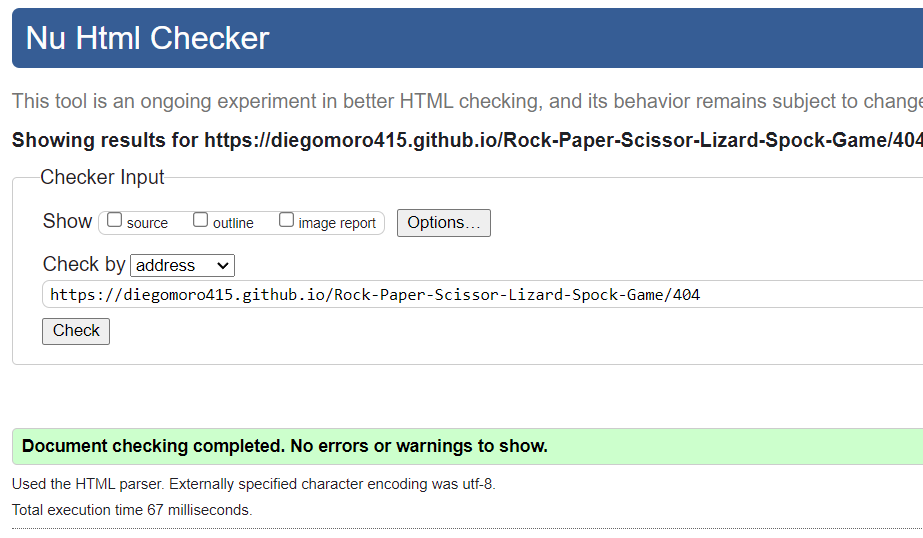 Nu Html Checker
This tool is an ongoing experiment in better HTML checking, and its behavior remains subject to change
Showing results for https://diegomoro415.github.io/Rock-Paper-Scissor-Lizard-Spock-Game/404
Checker Input
Show source outline image report Options...
Check by address
https://diegomoro415.github.io/Rock-Paper-Scissor-Lizard-Spock-Game/404
Check
Document checking completed. No errors or warnings to show.
Used the HTML parser. Externally specified character encoding was utf-8.
Total execution time 67 milliseconds.